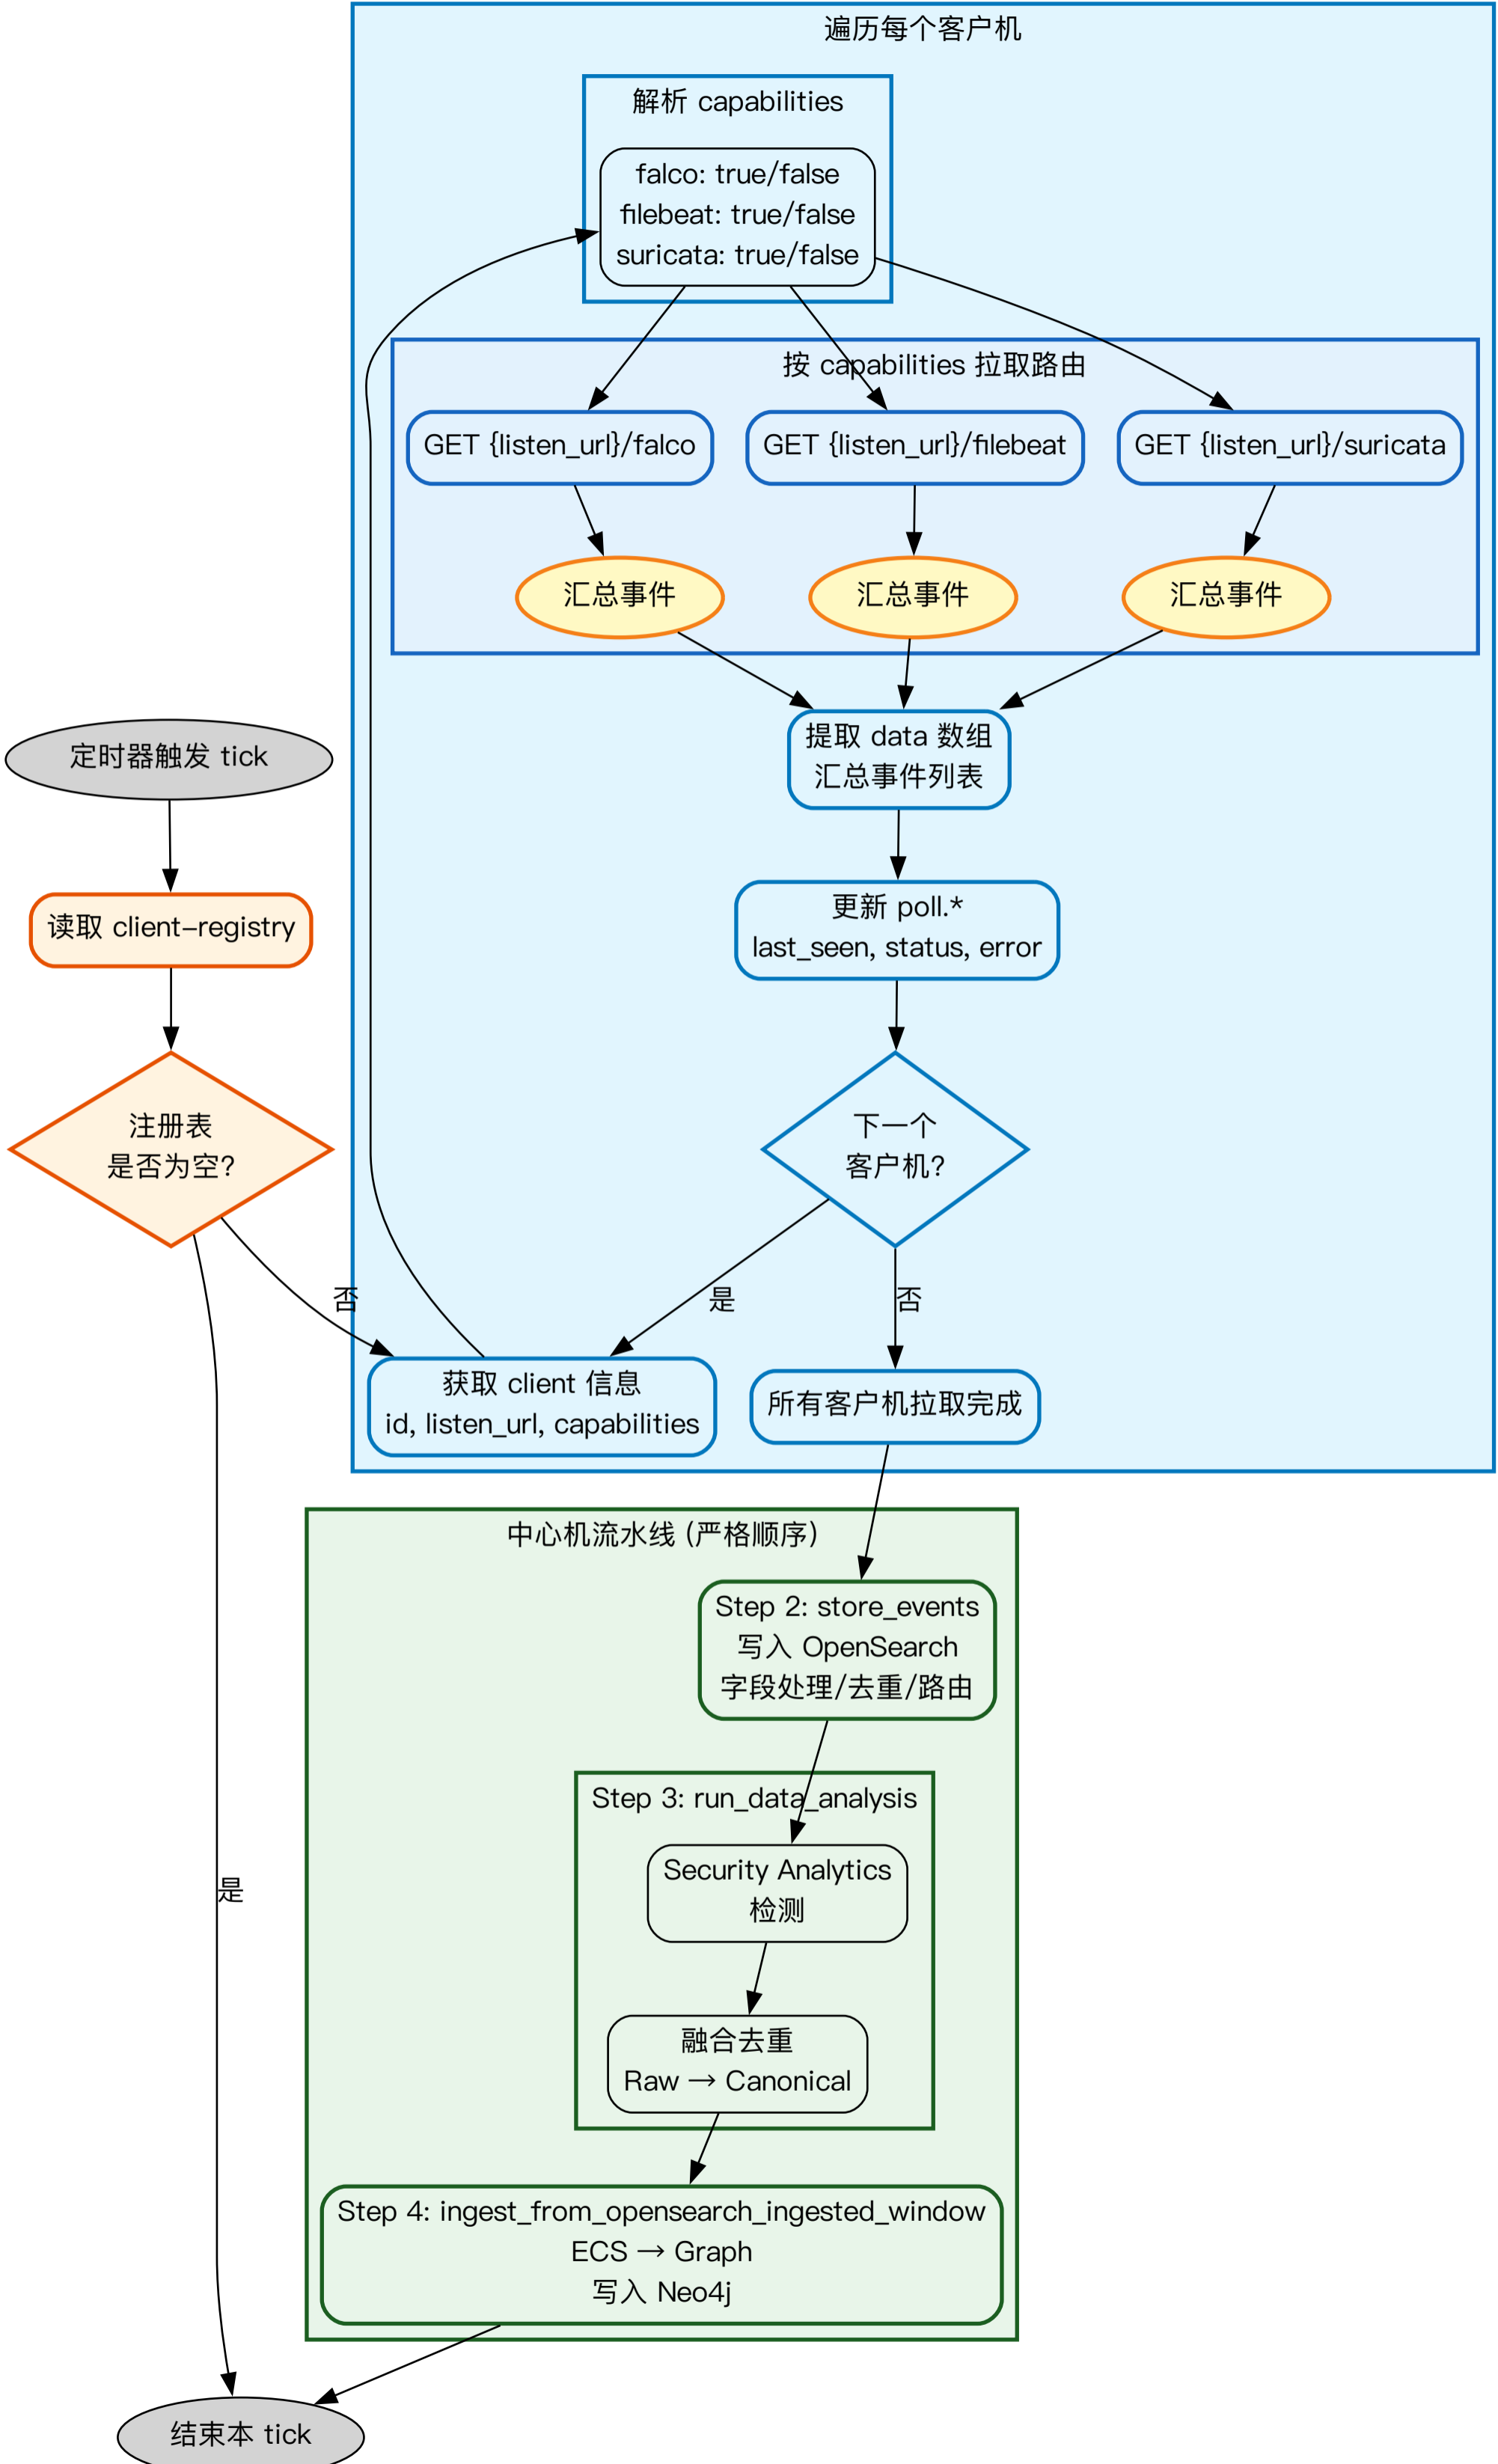 遍历每个客户机
解析 capabilities
falco: true/false
filebeat: true/false
suricata: true/false
按 capabilities 拉取路由
GET {listen_url}/falco
GET {listen_url}/filebeat
GET {listen_url}/suricata
汇总事件
汇总事件
汇总事件
提取 data 数组
汇总事件列表
定时器触发 tick
更新 poll.*
last_seen, status, error
读取 client-registry
注册表
是否为空?
下一个
客户机?
否
是
否
获取 client 信息
id, listen_url, capabilities
所有客户机拉取完成
中心机流水线 (严格顺序)
Step 2: store_events
写入 OpenSearch
字段处理/去重/路由
Step 3: run_data_analysis
Security Analytics
检测
是
融合去重
Raw → Canonical
Step 4: ingest_from_opensearch_ingested_window
ECS → Graph
写入 Neo4j
结束本 tick